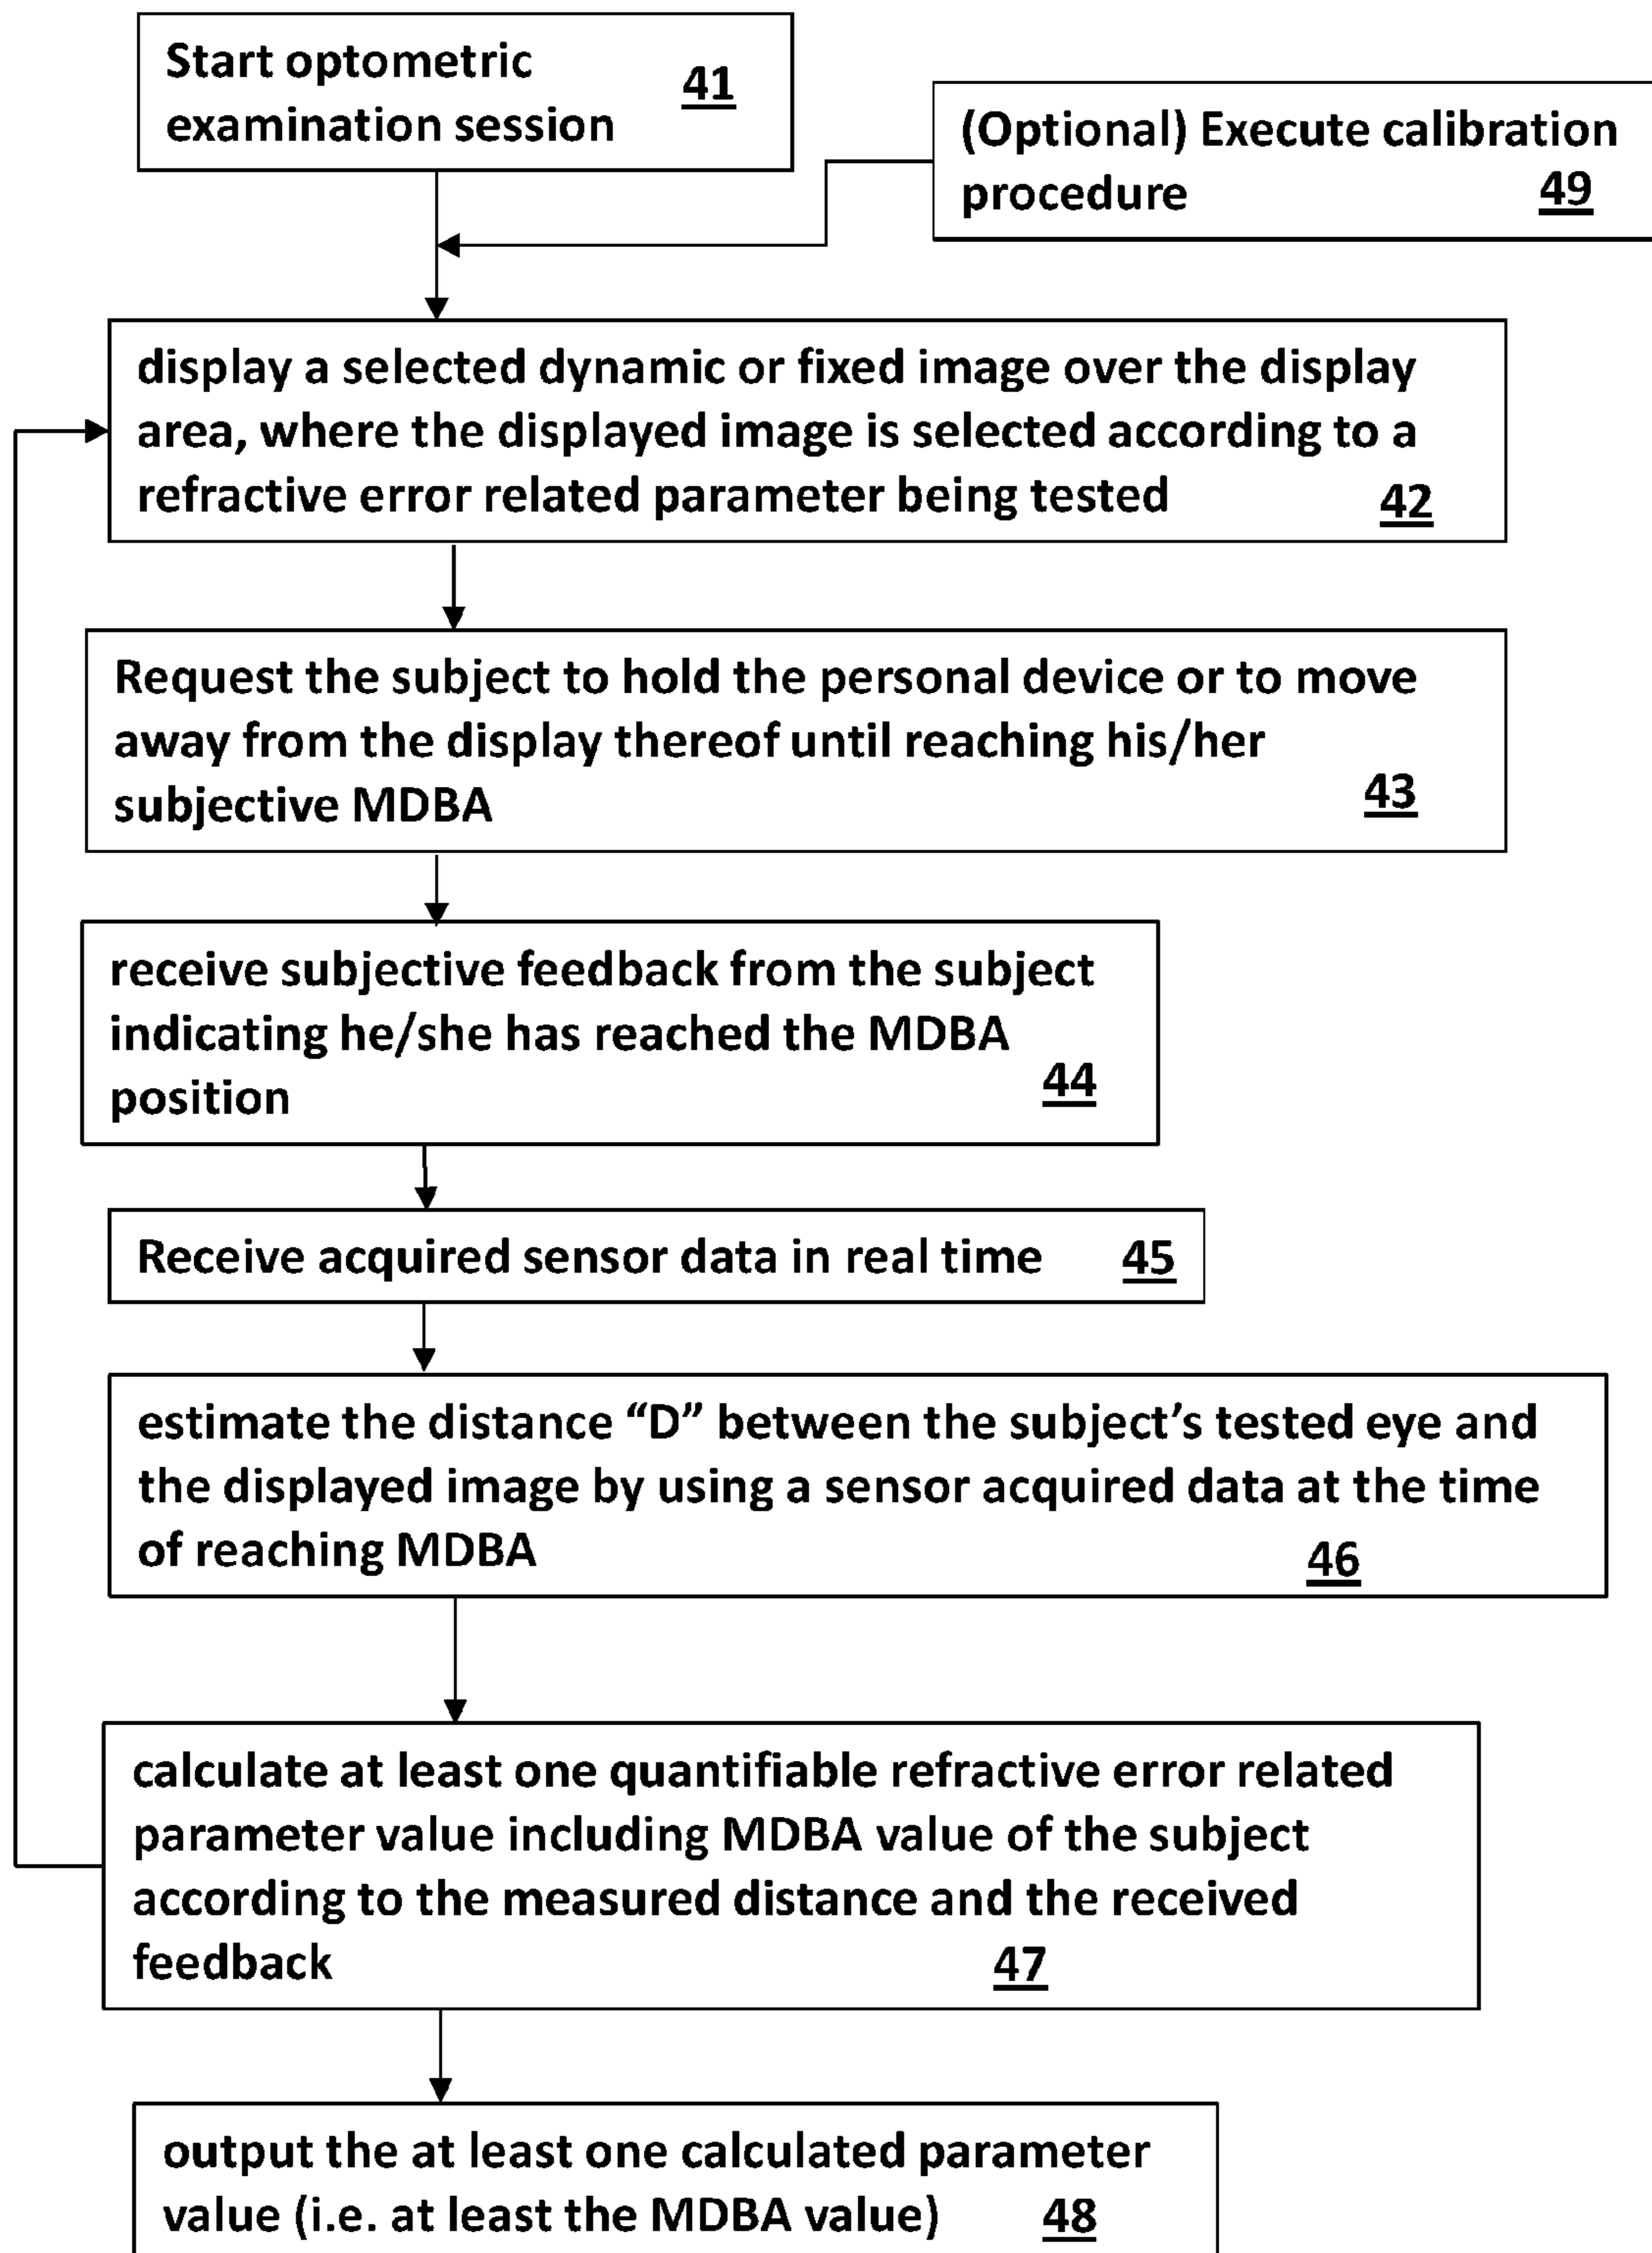 Start optometric
examination session 41
(Optional) Execute calibration
procedure 49
display a selected dynamic or fixed image over the display
area, where the displayed image is selected according to a
refractive error related parameter being tested 42
Request the subject to hold the personal device or to move
away from the display thereof until reaching his/her
subjective MDBA 43
receive subjective feedback from the subject
indicating he/she has reached the MDBA
position 44
Receive acquired sensor data in real time 45
estimate the distance “D” between the subject’s tested eye and
the displayed image by using a sensor acquired data at the time
of reaching MDBA 46
calculate at least one quantifiable refractive error related
parameter value including MDBA value of the subject
according to the measured distance and the received
feedback 47
output the at least one calculated parameter
value (i.e. at least the MDBA value) 48